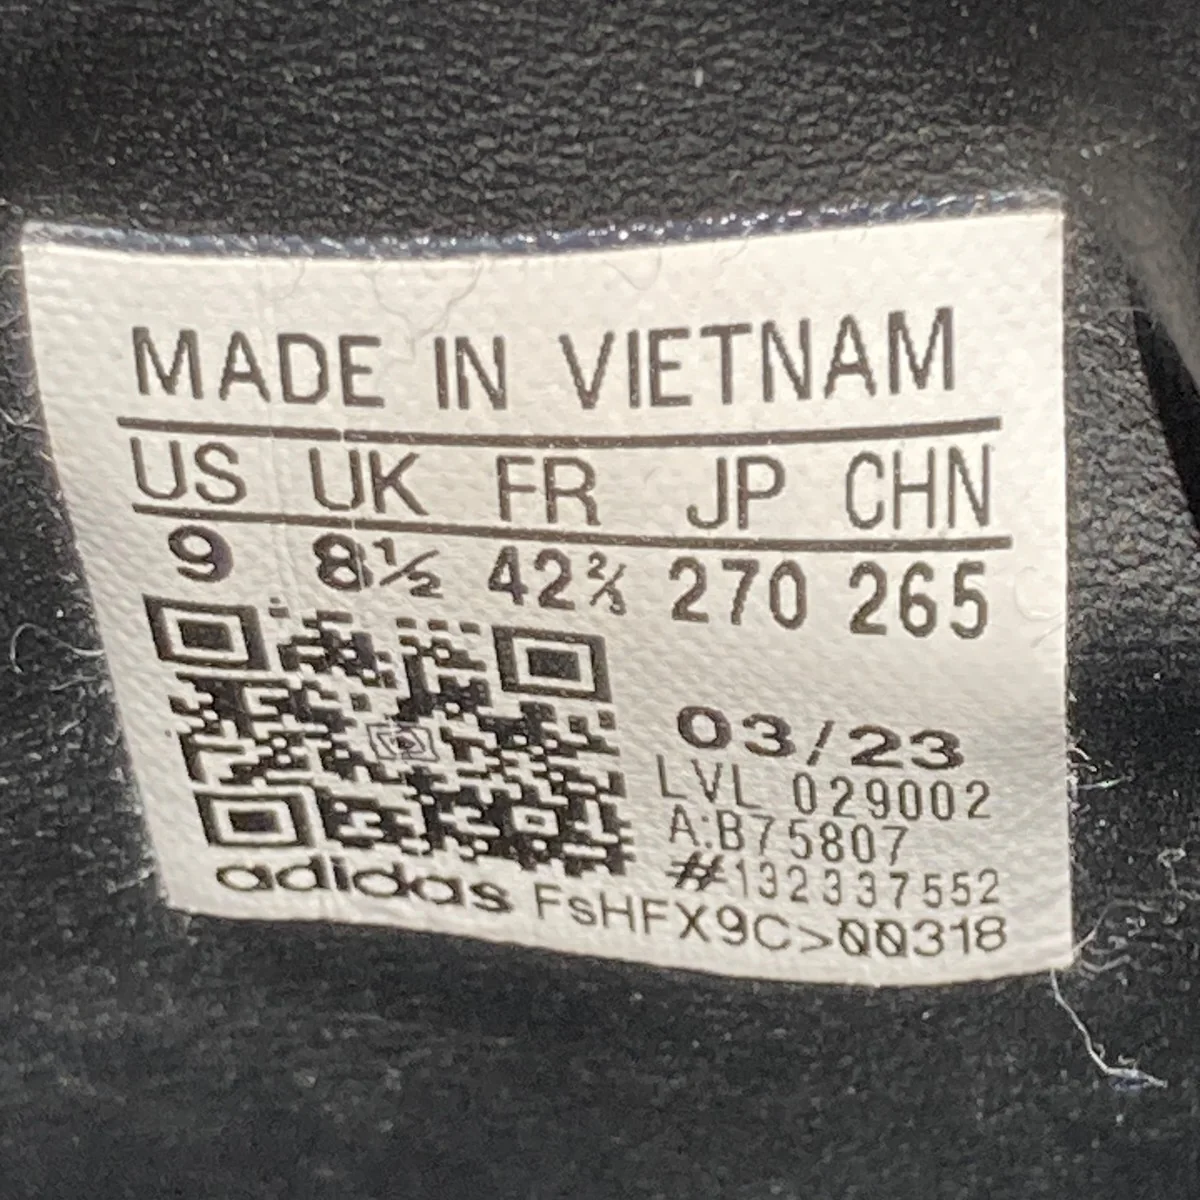 MADE IN VIETNAM
US UK FR JP CHN
9 8½ 42⅔ 270 265
03/23
LVL 029002
A:B75807
#132337552
adidas FsHFX9C>00318